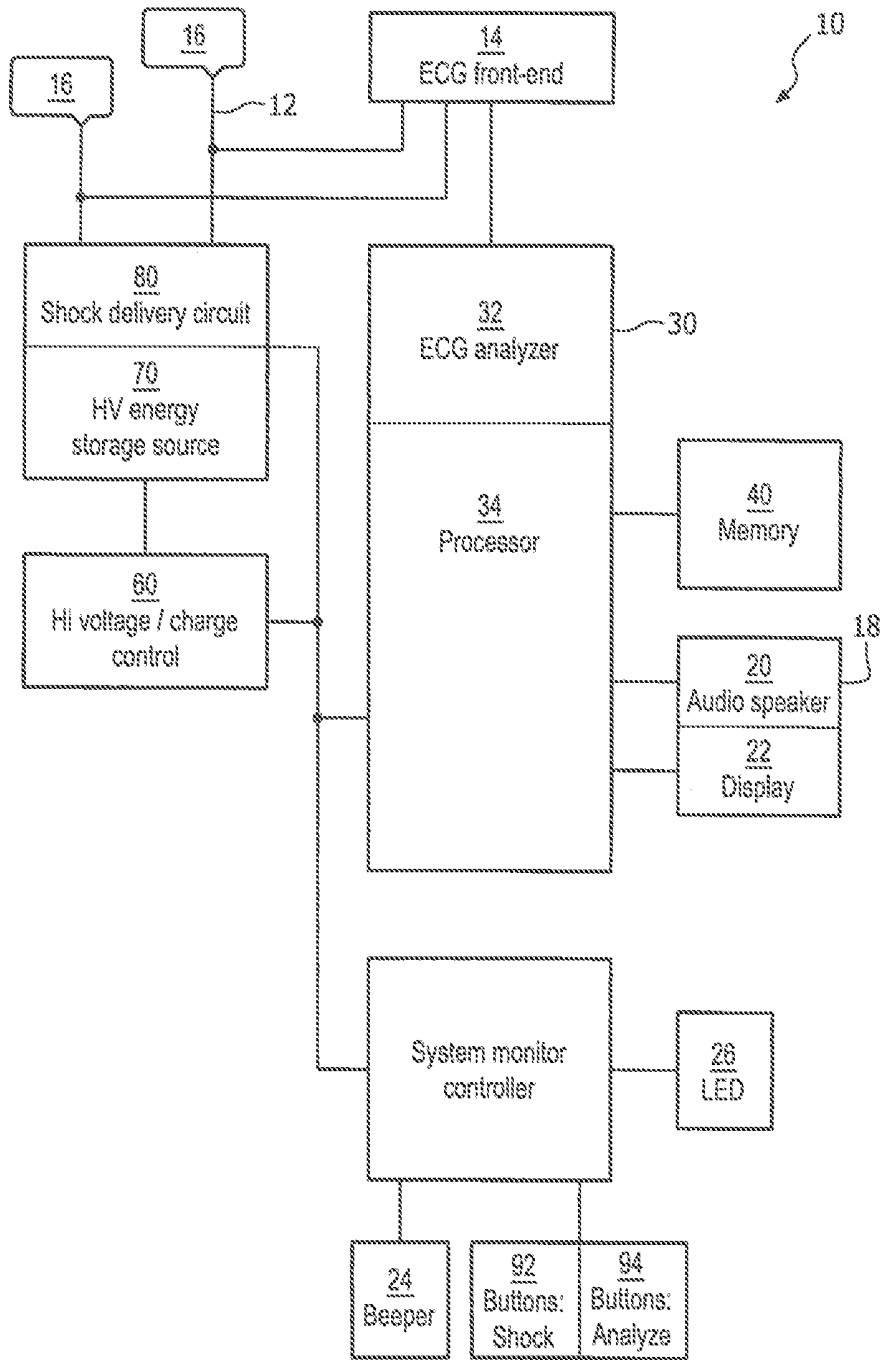 16
16
14
ECG front-end
10
12
80
Shock delivery circuit
70
HV energy
storage source
32
ECG analyzer
30
34
Processor
40
Memory
60
HI voltage / charge
control
18
20
Audio speaker
22
Display
System monitor
controller
26
LED
24
Beeper
92
Buttons:
Shock
94
Buttons:
Analyze